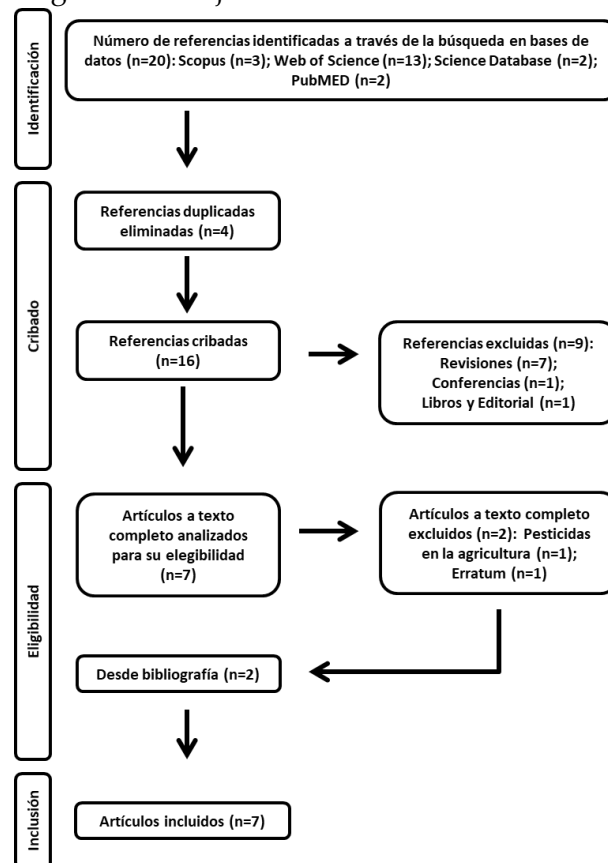 Identificación
Número de referencias identificadas a través de la búsqueda en bases de
datos (n=20): Scopus (n=3); Web of Science (n=13); Science Database (n=2);
PubMED (n=2)
Cribado
Referencias duplicadas
eliminadas (n=4)
Referencias cribadas
(n=16)
Referencias excluidas (n=9):
Revisiones (n=7);
Conferencias (n=1);
Libros y Editorial (n=1)
Eligibilidad
Artículos a texto
completo analizados
para su elegibilidad
(n=7)
Artículos a texto completo
excluidos (n=2): Pesticidas
en la agricultura (n=1);
Erratum (n=1)
Desde bibliografía (n=2)
Inclusión
Artículos incluidos (n=7)